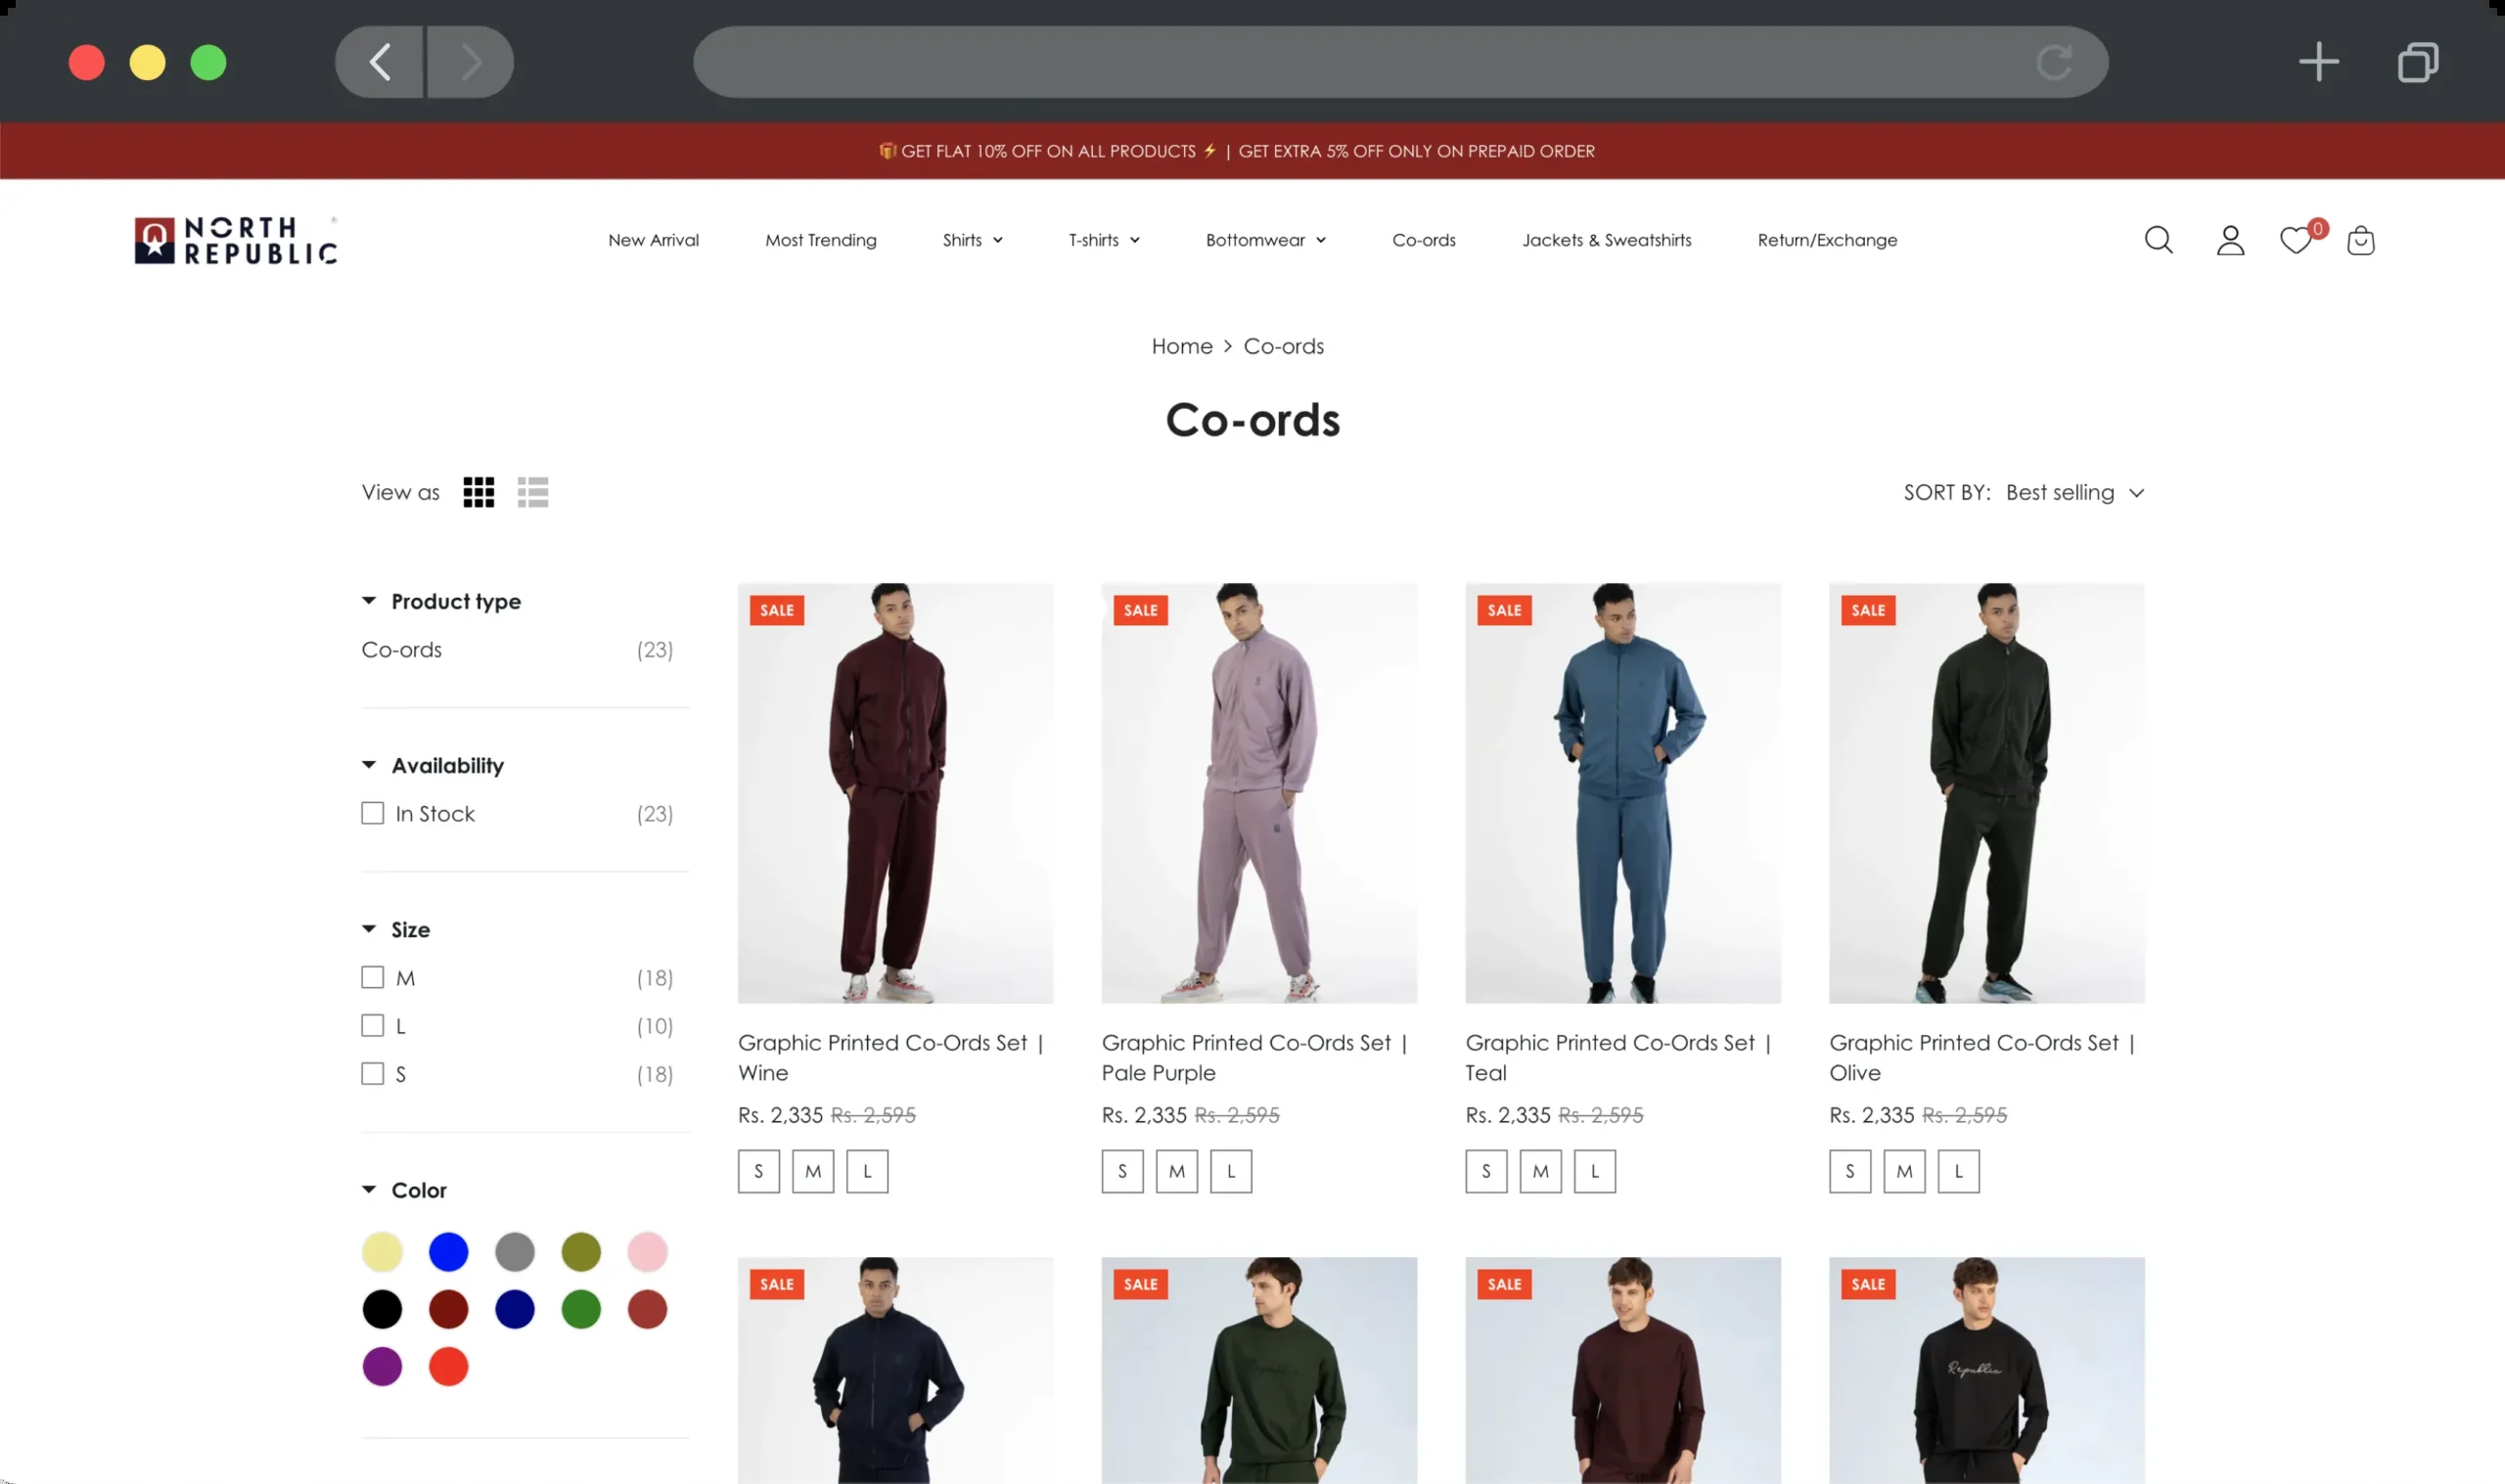 🎁 GET FLAT 10% OFF ON ALL PRODUCTS ⚡ | GET EXTRA 5% OFF ONLY ON PREPAID ORDER
NORTH
REPUBLIC
®
New Arrival Most Trending Shirts T-shirts Bottomwear Co-ords Jackets & Sweatshirts Return/Exchange
0
Home > Co-ords
Co-ords
View as
SORT BY: Best selling
Product type
Co-ords (23)
Availability
In Stock (23)
Size
M (18)
L (10)
S (18)
Color
SALE
Graphic Printed Co-Ords Set |
Wine
Rs. 2,335 Rs. 2,595
S M L
SALE
Graphic Printed Co-Ords Set |
Pale Purple
Rs. 2,335 Rs. 2,595
S M L
SALE
Graphic Printed Co-Ords Set |
Teal
Rs. 2,335 Rs. 2,595
S M L
SALE
Graphic Printed Co-Ords Set |
Olive
Rs. 2,335 Rs. 2,595
S M L
SALE
SALE
Republic
SALE
SALE
Republic